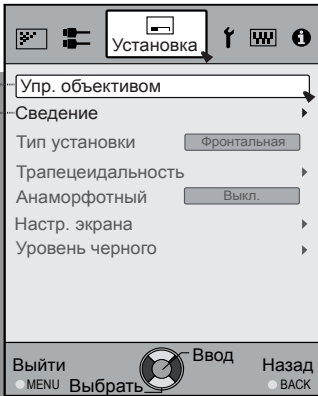 Установка
Упр. объективом
Сведение
Тип установки Фронтальная
Трапецеидальность
Анаморфотный Выкл.
Настр. экрана
Уровень черного
Выйти Ввод Назад
MENU Выбрать BACK